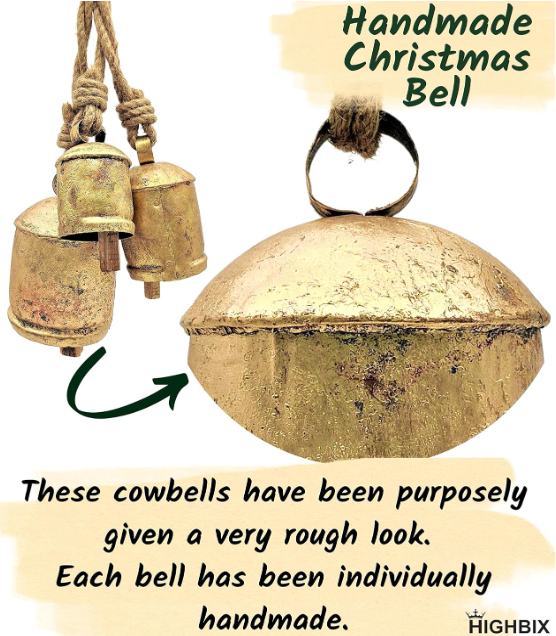 Handmade
Christmas
Bell
These cowbells have been purposely
given a very rough look.
Each bell has been individually
handmade.
HIGHBIX